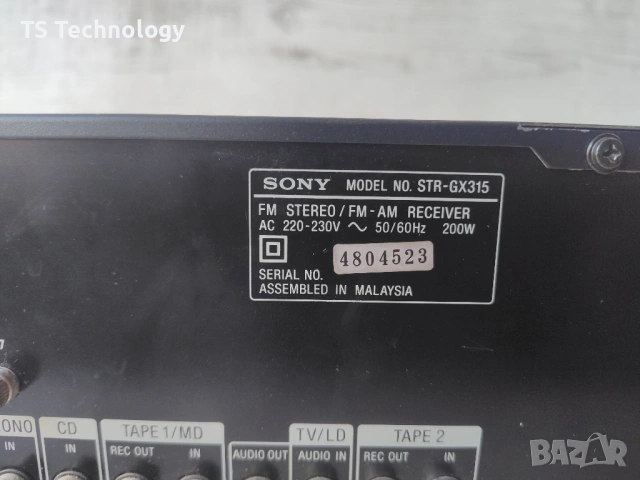 TS Technology
SONY MODEL NO. STR-GX315
FM STEREO/FM-AM RECEIVER
AC 220-230V ~ 50/60Hz 200W
4804523
SERIAL NO.
ASSEMBLED IN MALAYSIA
CD TAPE 1/MD TV/LD TAPE 2
IN IN REC OUT IN AUDIO OUT AUDIO IN REC OUT IN
BAZAR